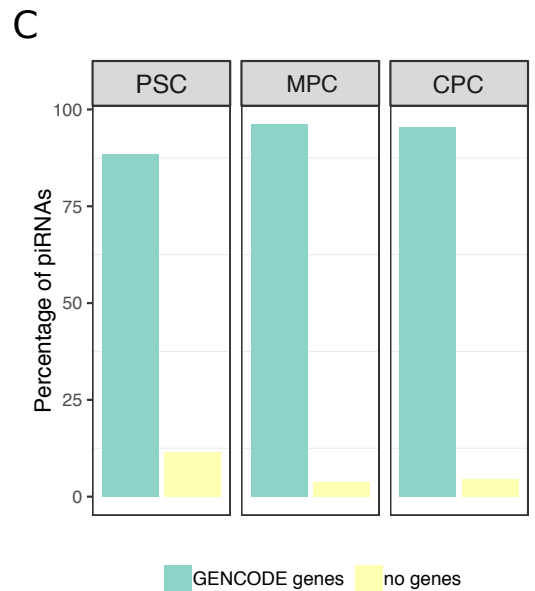 C
PSC MPC CPC
Percentage of piRNAs
100
75
50
25
0
GENCODE genes no genes